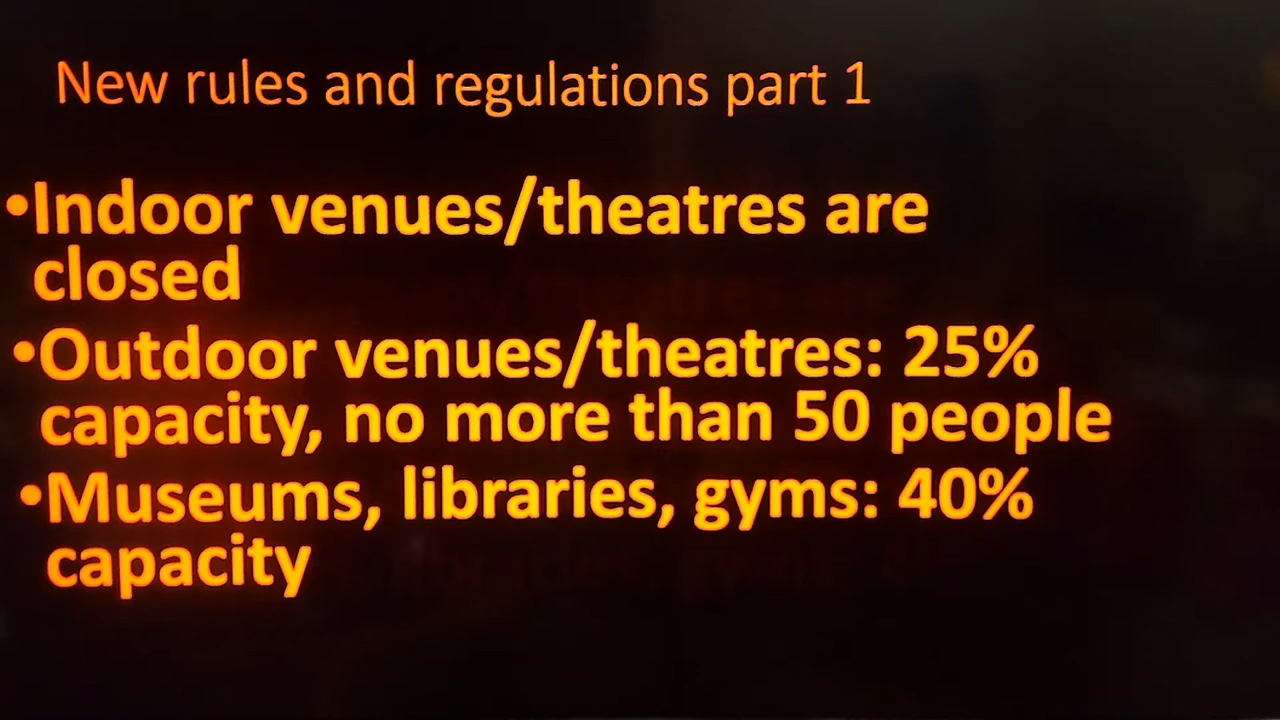 New rules and regulations part 1
•Indoor venues/theatres are
closed
•Outdoor venues/theatres: 25%
capacity, no more than 50 people
•Museums, libraries, gyms: 40%
capacity